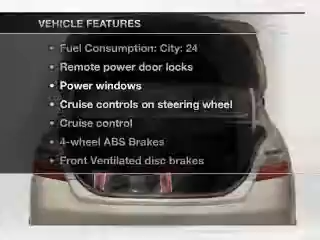 VEHICLE FEATURES
• Fuel Consumption: City: 24
• Remote power door locks
• Power windows
• Cruise controls on steering wheel
• Cruise control
• 4-wheel ABS Brakes
• Front Ventilated disc brakes